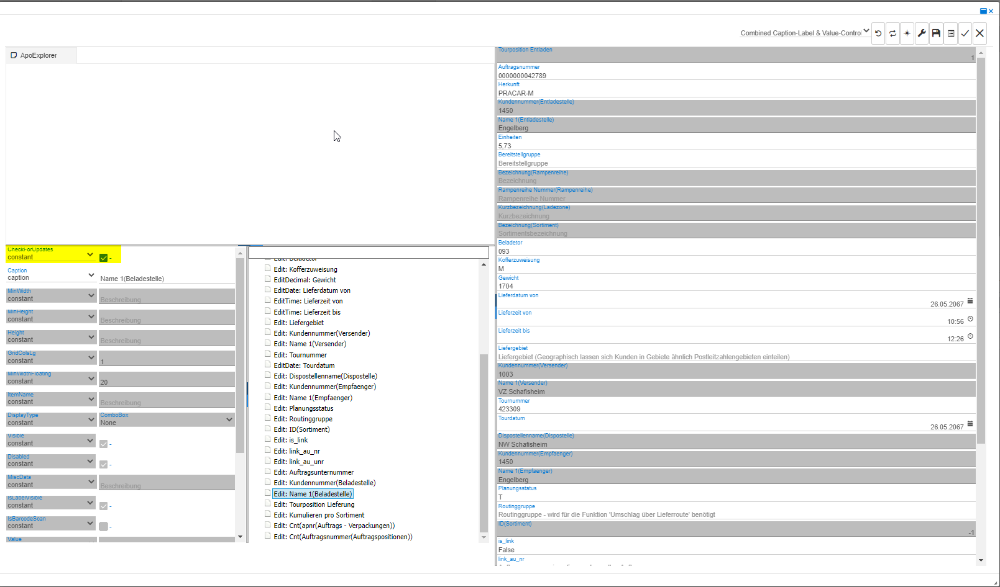 Combined Caption-Label & Value-Contro
ApoExplorer
CheckForUpdates
constant
-
Caption
caption
Name 1(Beladestelle)
MinWidth
constant
Beschreibung
MinHeight
constant
Beschreibung
Height
constant
Beschreibung
GridColsLg
constant
1
MinWidthFloating
constant
20
ItemName
constant
Beschreibung
DisplayType
constant
ComboBox
None
Visible
constant
-
Disabled
constant
-
MiscData
constant
Beschreibung
IsLabelVisible
constant
-
IsBarcodeScan
constant
-
Value
Edit: Beladetor
Edit: Kofferzuweisung
EditDecimal: Gewicht
EditDate: Lieferdatum von
EditTime: Lieferzeit von
EditTime: Lieferzeit bis
Edit: Liefergebiet
Edit: Kundennummer(Versender)
Edit: Name 1(Versender)
Edit: Tournummer
EditDate: Tourdatum
Edit: Dispostellenname(Dispostelle)
Edit: Kundennummer(Empfaenger)
Edit: Name 1(Empfaenger)
Edit: Planungsstatus
Edit: Routinggruppe
Edit: ID(Sortiment)
Edit: is_link
Edit: link_au_nr
Edit: link_au_unr
Edit: Auftragsunternummer
Edit: Kundennummer(Beladestelle)
Edit: Name 1(Beladestelle)
Edit: Tourposition Lieferung
Edit: Kumulieren pro Sortiment
Edit: Cnt(apnr(Auftrags - Verpackungen))
Edit: Cnt(Auftragsnummer(Auftragspositionen))
Tourposition Entladen
1
Auftragsnummer
0000000042789
Herkunft
PRACAR-M
Kundennummer(Entladestelle)
1450
Name 1(Entladestelle)
Engelberg
Einheiten
5,73
Bereitstellgruppe
Bereitstellgruppe
Bezeichnung(Rampenreihe)
Bezeichnung
Rampenreihe Nummer(Rampenreihe)
Rampenreihe Nummer
Kurzbezeichnung(Ladezone)
Kurzbezeichnung
Bezeichnung(Sortiment)
Sortimentsbezeichnung
Beladetor
093
Kofferzuweisung
M
Gewicht
1704
Lieferdatum von
26.05.2067
Lieferzeit von
10:56
Lieferzeit bis
12:26
Liefergebiet
Liefergebiet (Geographisch lassen sich Kunden in Gebiete ähnlich Postleitzahlengebieten einteilen)
Kundennummer(Versender)
1003
Name 1(Versender)
VZ Schafisheim
Tournummer
423309
Tourdatum
26.05.2067
Dispostellenname(Dispostelle)
NW Schafisheim
Kundennummer(Empfaenger)
1450
Name 1(Empfaenger)
Engelberg
Planungsstatus
T
Routinggruppe
Routinggruppe - wird für die Funktion 'Umschlag über Lieferroute' benötigt
ID(Sortiment)
-1
is_link
False
link_au_nr